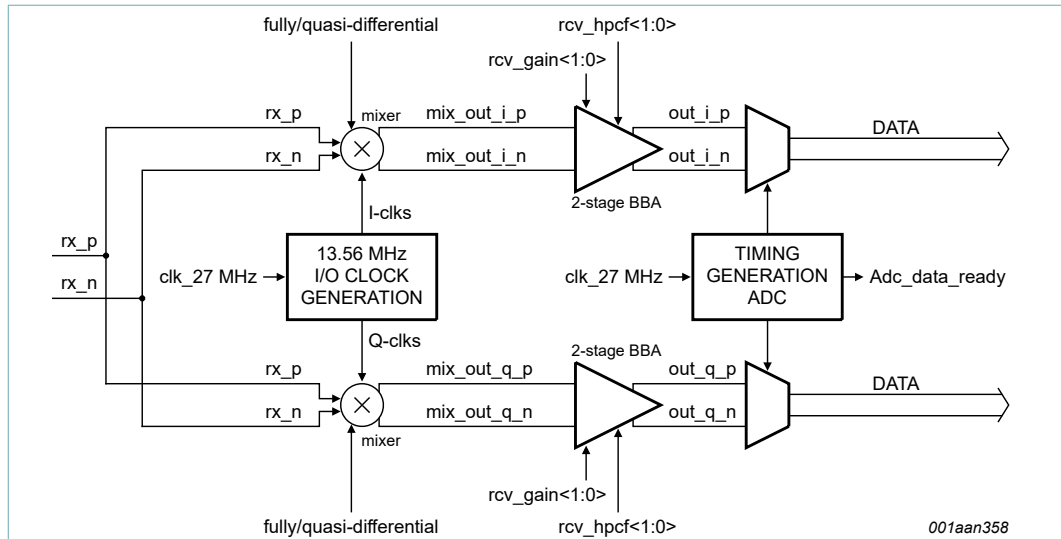 fully/quasi-differential
rcv_hpcf<1:0>
rcv_gain<1:0>
rx_p
mixer
mix_out_i_p
out_i_p
DATA
rx_n
mix_out_i_n
out_i_n
2-stage BBA
I-clks
rx_p
rx_n
clk_27 MHz
13.56 MHz
I/O CLOCK
GENERATION
clk_27 MHz
TIMING
GENERATION
ADC
Adc_data_ready
Q-clks
2-stage BBA
rx_p
mix_out_q_p
out_q_p
DATA
rx_n
mix_out_q_n
out_q_n
mixer
rcv_gain<1:0>
fully/quasi-differential
rcv_hpcf<1:0>
001aan358